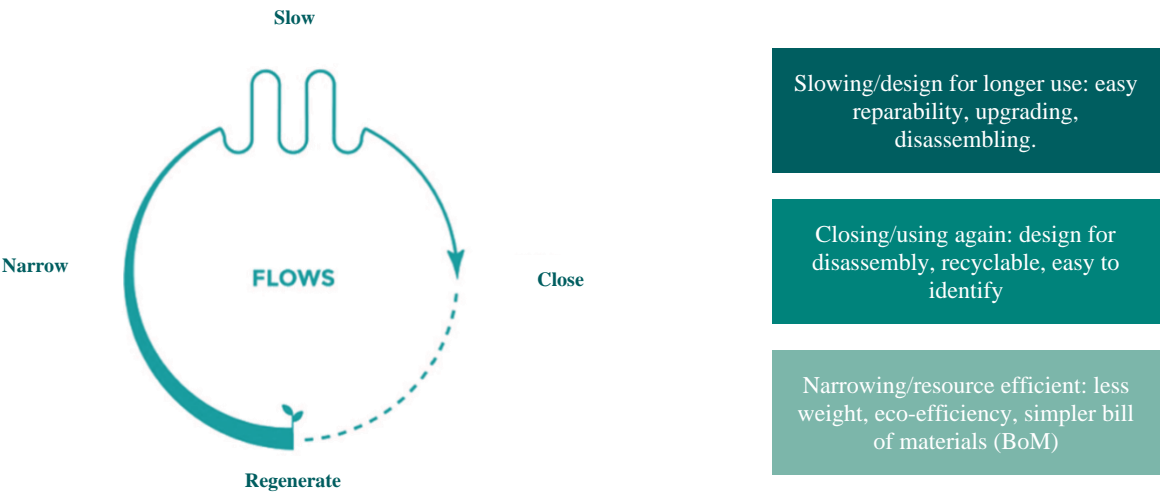 Slow
Narrow
FLOWS
Close
Regenerate
Slowing/design for longer use: easy
reparability, upgrading,
disassembling.
Closing/using again: design for
disassembly, recyclable, easy to
identify
Narrowing/resource efficient: less
weight, eco-efficiency, simpler bill
of materials (BoM)